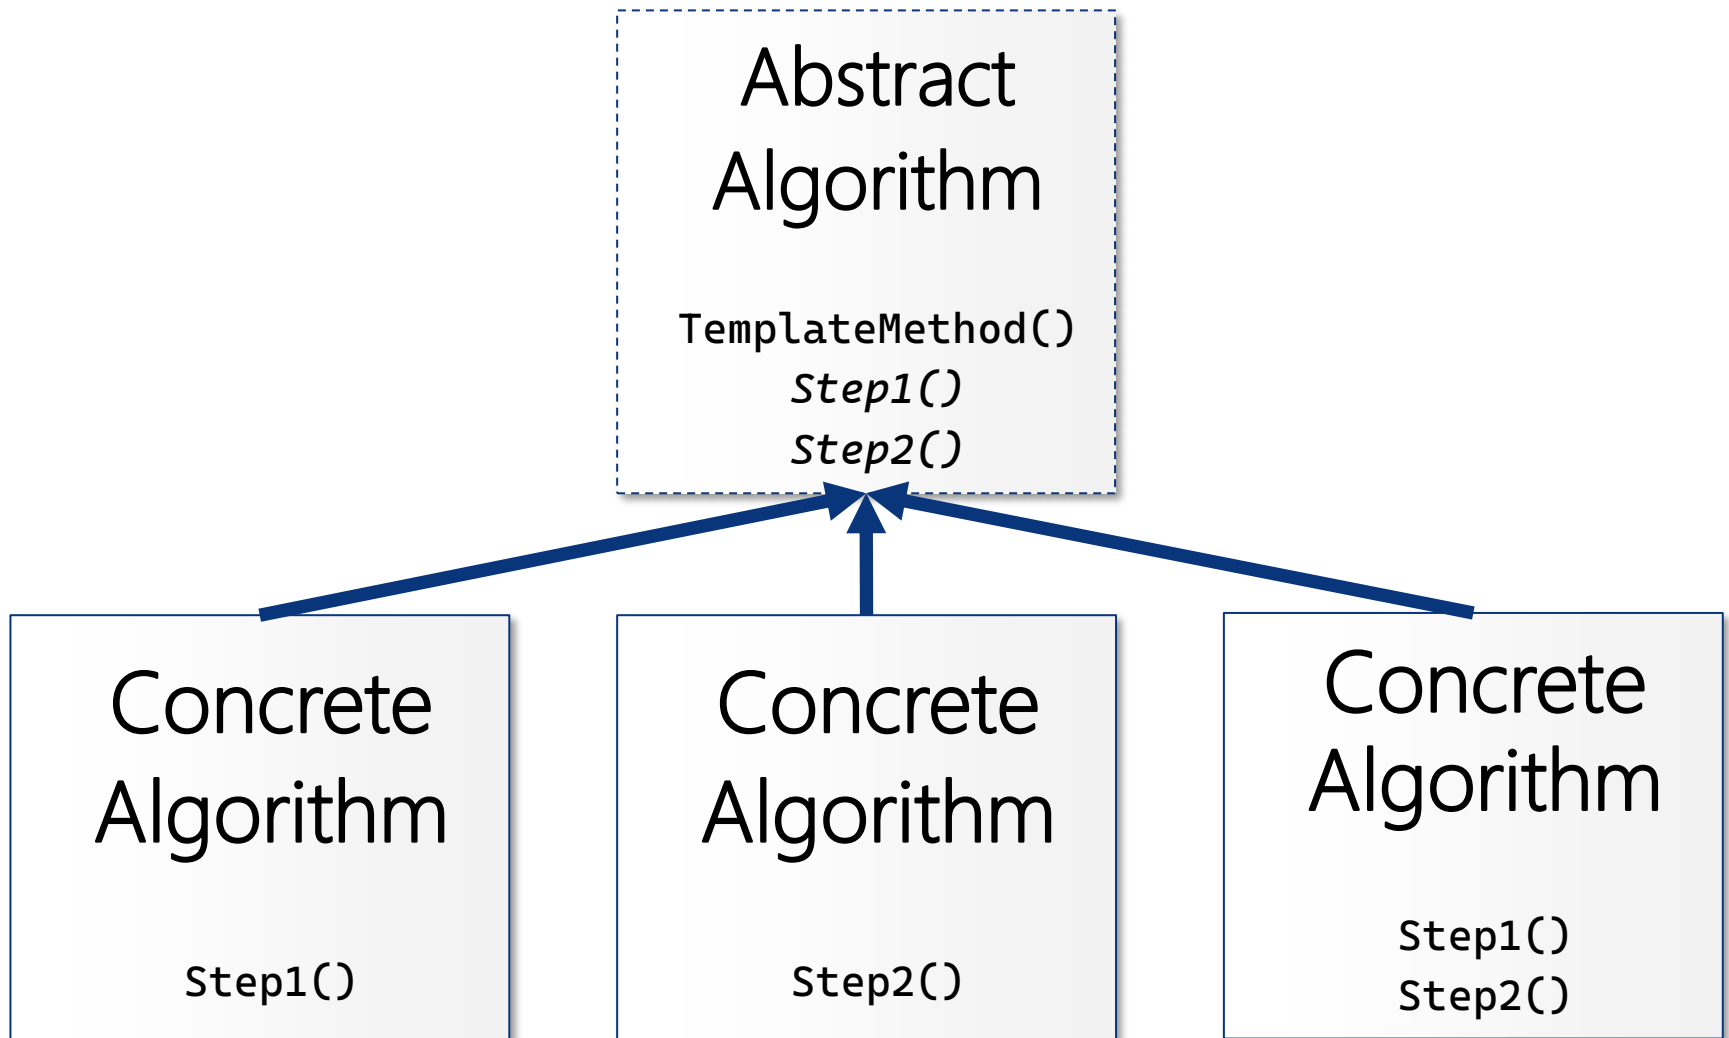 Abstract
Algorithm
TemplateMethod()
Step1()
Step2()
Concrete
Algorithm
Step1()
Concrete
Algorithm
Step2()
Concrete
Algorithm
Step1()
Step2()